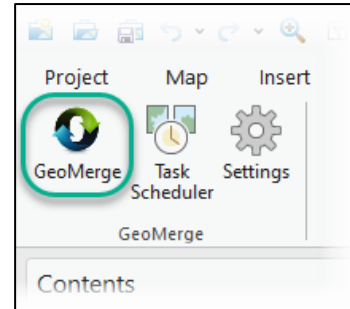 Project Map Insert
GeoMerge Task Scheduler Settings
GeoMerge
Contents